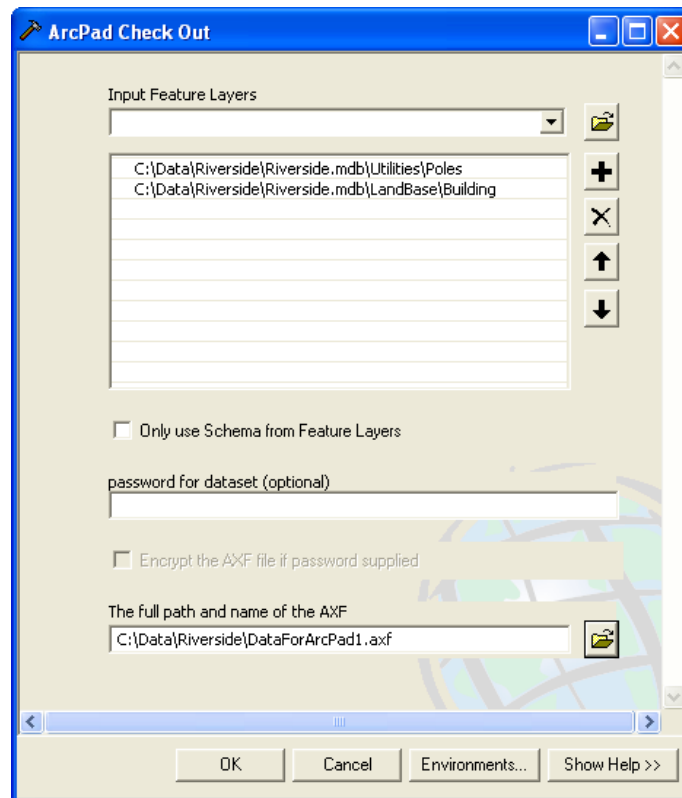 ArcPad Check Out
Input Feature Layers
C:\Data\Riverside\Riverside.mdb\Utilities\Poles
C:\Data\Riverside\Riverside.mdb\LandBase\Building
Only use Schema from Feature Layers
password for dataset (optional)
Encrypt the AXF file if password supplied
The full path and name of the AXF
C:\Data\Riverside\DataForArcPad1.axf
OK Cancel Environments... Show Help >>